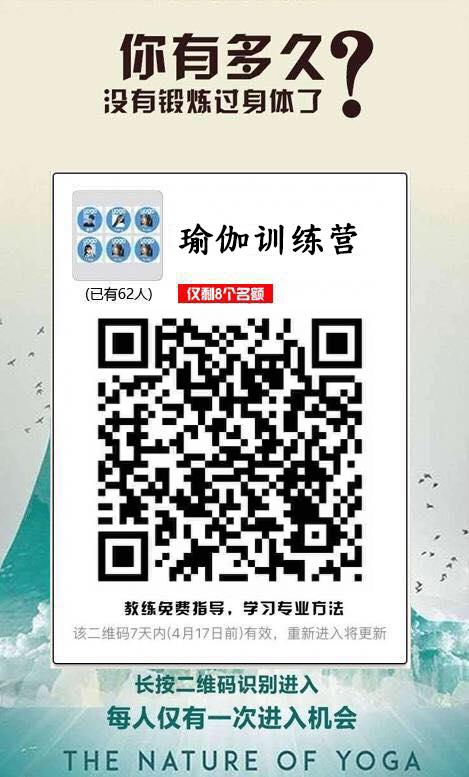 你有多久?
没有锻炼过身体了
瑜伽训练营
(已有62人)
仅剩8个名额
教练免费指导，学习专业方法
该二维码7天内(4月17日前)有效，重新进入将更新
长按二维码识别进入
每人仅有一次进入机会
THE NATURE OF YOGA